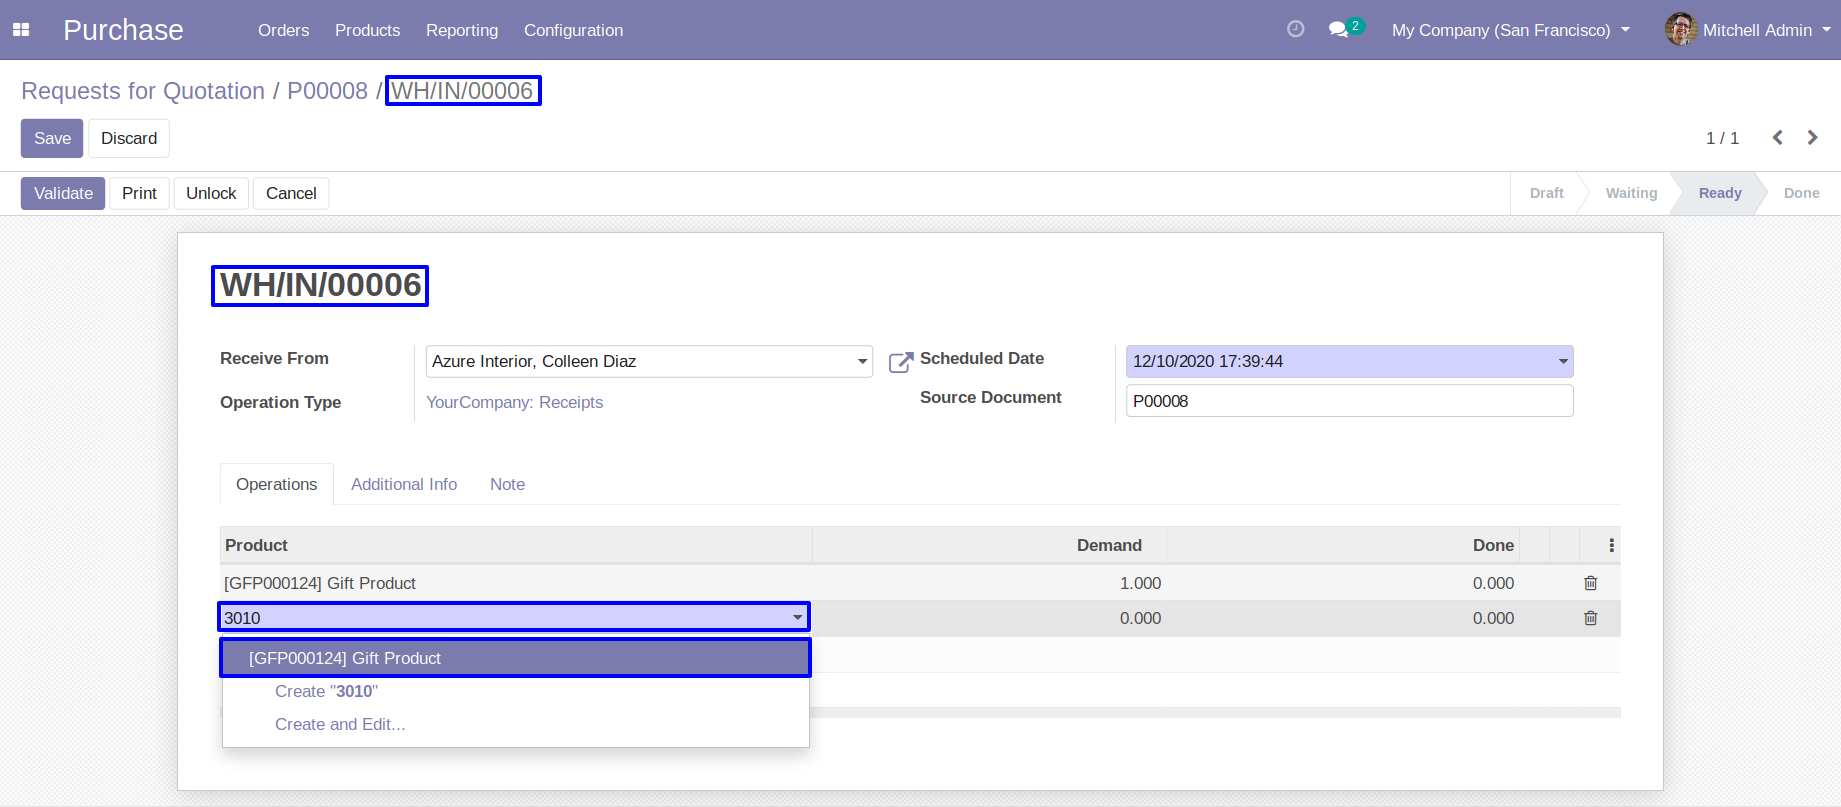 Purchase Orders Products Reporting Configuration 2 My Company (San Francisco) Mitchell Admin
Requests for Quotation / P00008 / WH/IN/00006
Save Discard 1 / 1
Validate Print Unlock Cancel Draft Waiting Ready Done
WH/IN/00006
Receive From Azure Interior, Colleen Diaz Scheduled Date 12/10/2020 17:39:44
Operation Type YourCompany: Receipts Source Document P00008
Operations Additional Info Note
Product Demand Done
[GFP000124] Gift Product 1.000 0.000
3010 0.000 0.000
[GFP000124] Gift Product
Create "3010"
Create and Edit...